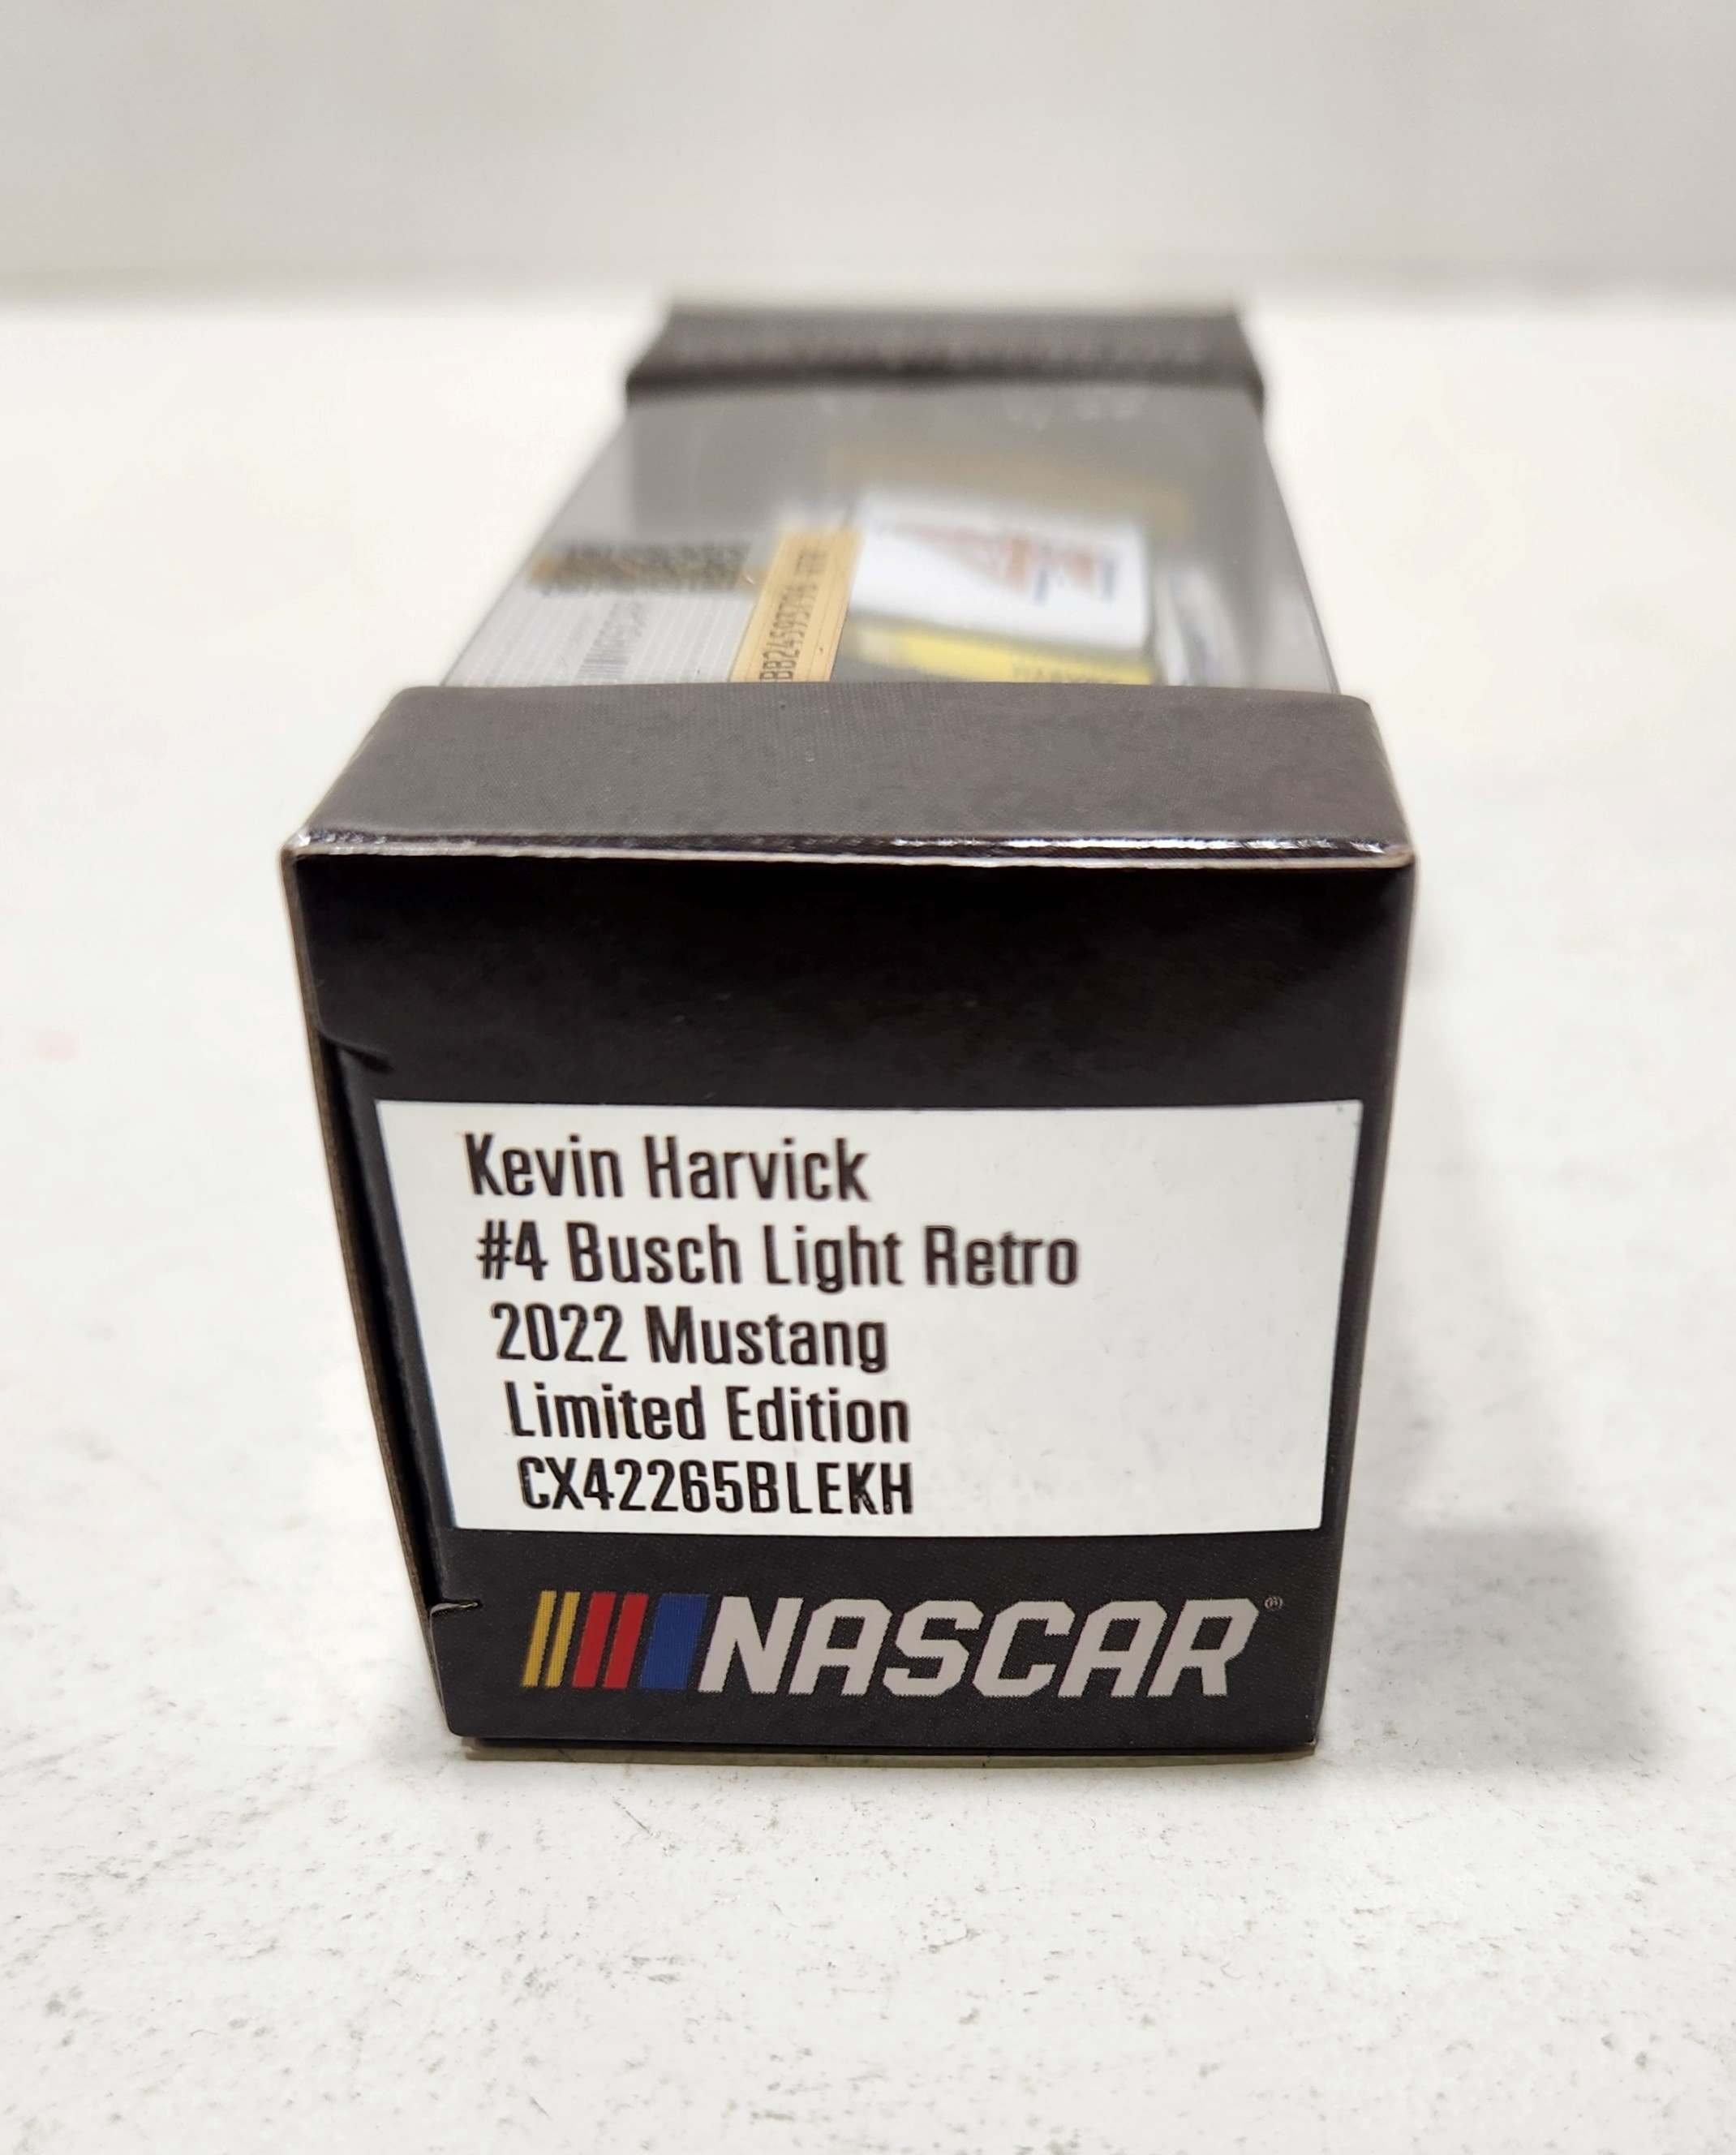 Kevin Harvick
#4 Busch Light Retro
2022 Mustang
Limited Edition
CX42265BLEKH
NASCAR®